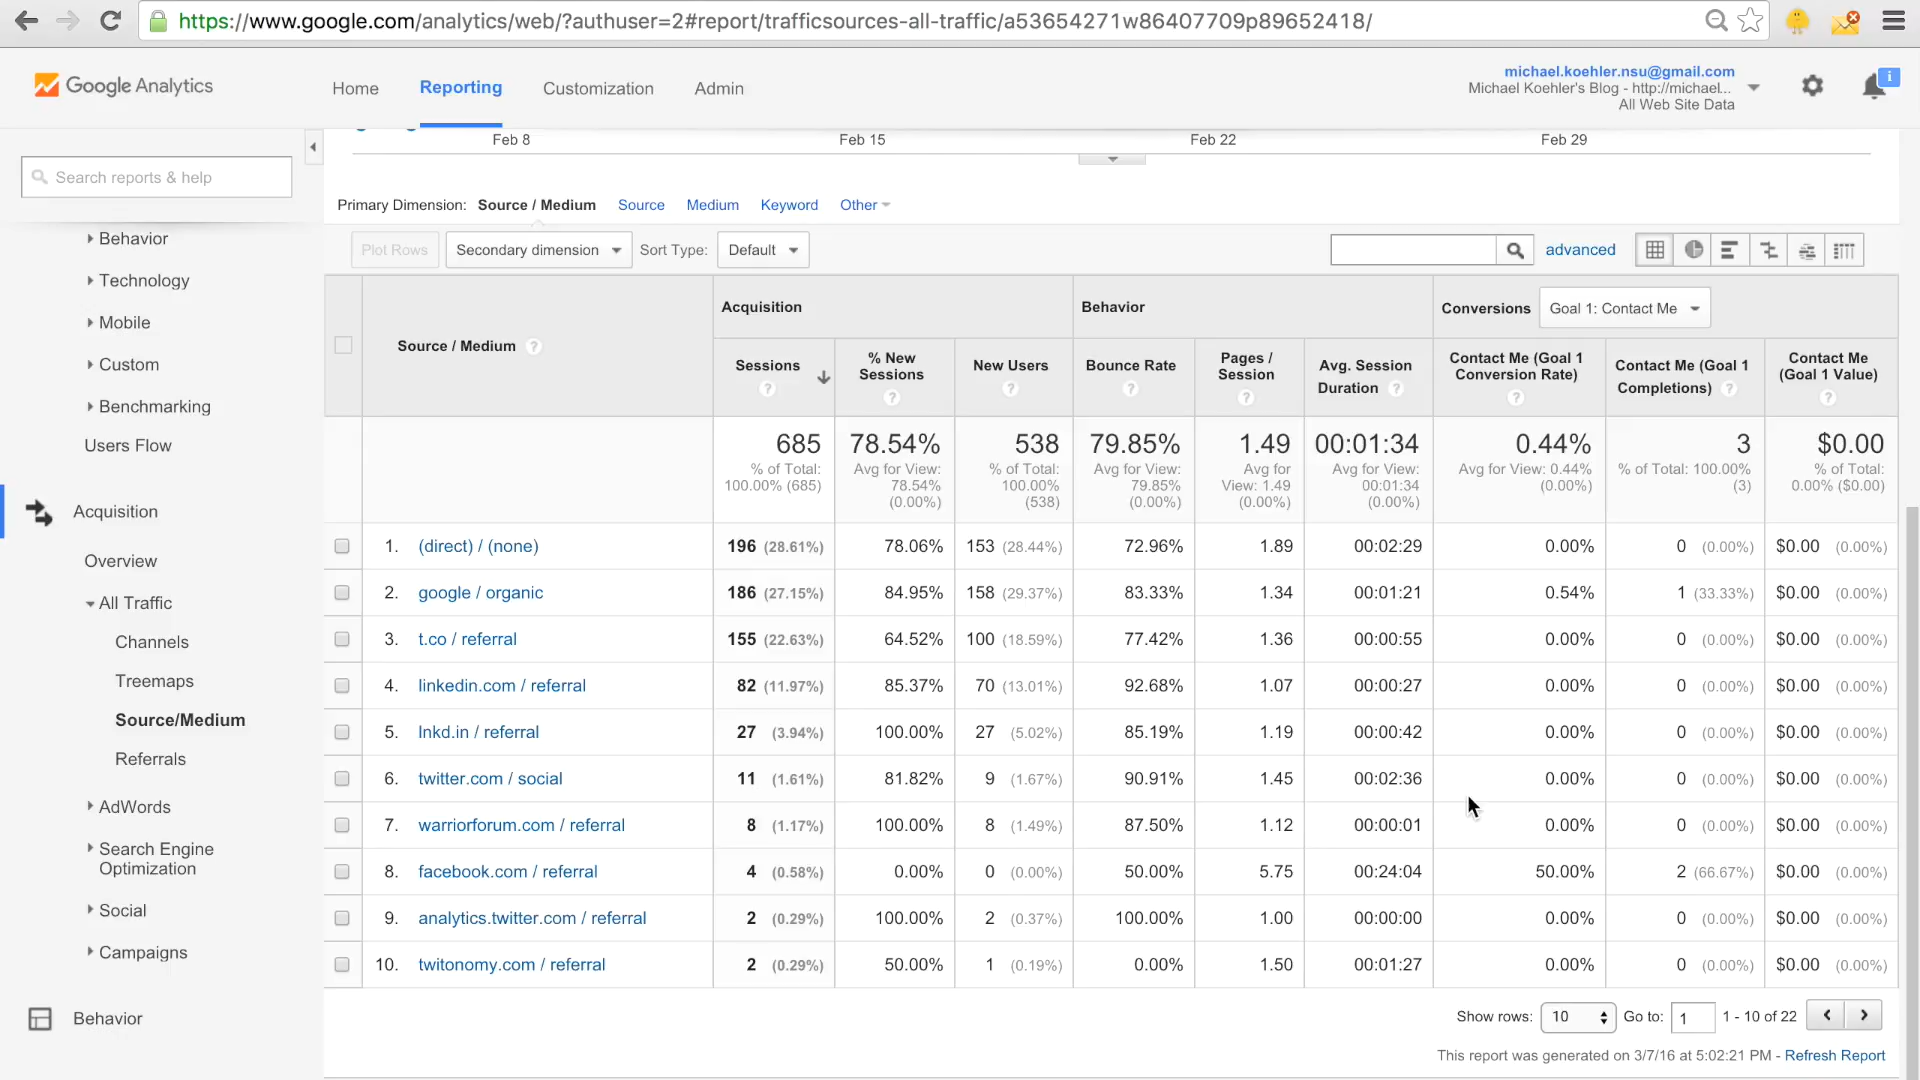 https://www.google.com/analytics/web/?authuser=2#report/trafficsources-all-traffic/a53654271w86407709p89652418/
Google Analytics
Home Reporting Customization Admin
michael.koehler.nsu@gmail.com
Michael Koehler's Blog - http://michael...
All Web Site Data
i
Feb 8 Feb 15 Feb 22 Feb 29
Search reports & help
Behavior
Technology
Mobile
Custom
Benchmarking
Users Flow
Acquisition
Overview
All Traffic
Channels
Treemaps
Source/Medium
Referrals
AdWords
Search Engine
Optimization
Social
Campaigns
Behavior
Primary Dimension: Source / Medium Source Medium Keyword Other
Plot Rows Secondary dimension Sort Type: Default advanced
Source / Medium ?
Acquisition Behavior Conversions Goal 1: Contact Me
Sessions ?
% New
Sessions
?
New Users
?
Bounce Rate
?
Pages /
Session
?
Avg. Session
Duration ?
Contact Me (Goal 1
Conversion Rate)
?
Contact Me (Goal 1
Completions) ?
Contact Me
(Goal 1 Value)
?
685
% of Total:
100.00% (685)
78.54%
Avg for View:
78.54%
(0.00%)
538
% of Total:
100.00%
(538)
79.85%
Avg for View:
79.85%
(0.00%)
1.49
Avg for
View: 1.49
(0.00%)
00:01:34
Avg for View:
00:01:34
(0.00%)
0.44%
Avg for View: 0.44%
(0.00%)
3
% of Total: 100.00%
(3)
$0.00
% of Total:
0.00% ($0.00)
1. (direct) / (none) 196 (28.61%) 78.06% 153 (28.44%) 72.96% 1.89 00:02:29 0.00% 0 (0.00%) $0.00 (0.00%)
2. google / organic 186 (27.15%) 84.95% 158 (29.37%) 83.33% 1.34 00:01:21 0.54% 1 (33.33%) $0.00 (0.00%)
3. t.co / referral 155 (22.63%) 64.52% 100 (18.59%) 77.42% 1.36 00:00:55 0.00% 0 (0.00%) $0.00 (0.00%)
4. linkedin.com / referral 82 (11.97%) 85.37% 70 (13.01%) 92.68% 1.07 00:00:27 0.00% 0 (0.00%) $0.00 (0.00%)
5. lnkd.in / referral 27 (3.94%) 100.00% 27 (5.02%) 85.19% 1.19 00:00:42 0.00% 0 (0.00%) $0.00 (0.00%)
6. twitter.com / social 11 (1.61%) 81.82% 9 (1.67%) 90.91% 1.45 00:02:36 0.00% 0 (0.00%) $0.00 (0.00%)
7. warriorforum.com / referral 8 (1.17%) 100.00% 8 (1.49%) 87.50% 1.12 00:00:01 0.00% 0 (0.00%) $0.00 (0.00%)
8. facebook.com / referral 4 (0.58%) 0.00% 0 (0.00%) 50.00% 5.75 00:24:04 50.00% 2 (66.67%) $0.00 (0.00%)
9. analytics.twitter.com / referral 2 (0.29%) 100.00% 2 (0.37%) 100.00% 1.00 00:00:00 0.00% 0 (0.00%) $0.00 (0.00%)
10. twitonomy.com / referral 2 (0.29%) 50.00% 1 (0.19%) 0.00% 1.50 00:01:27 0.00% 0 (0.00%) $0.00 (0.00%)
Show rows: 10 Go to: 1 1 - 10 of 22
This report was generated on 3/7/16 at 5:02:21 PM - Refresh Report